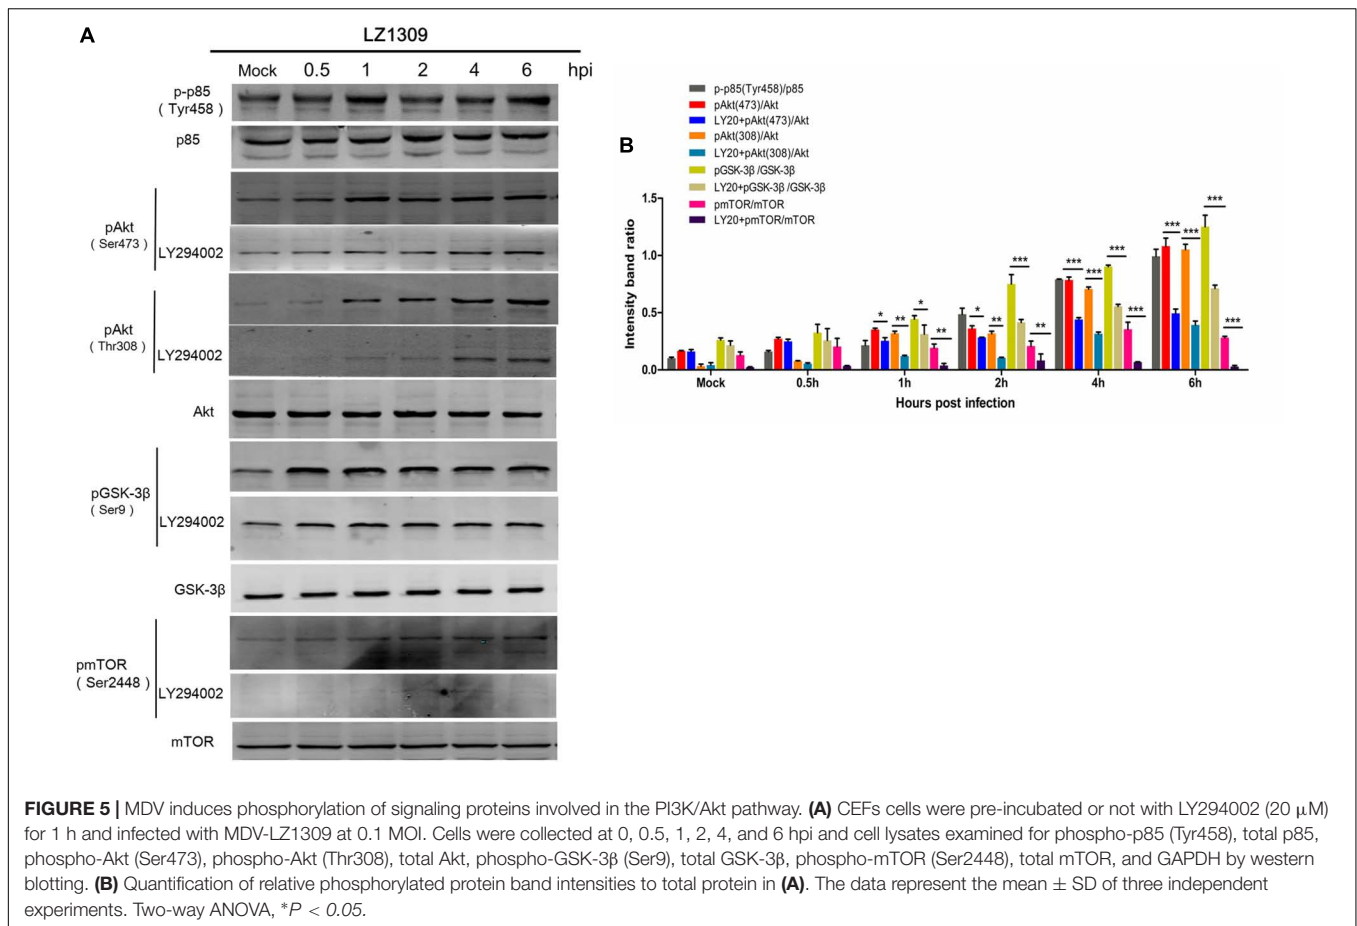 A
LZ1309
Mock 0.5 1 2 4 6 hpi
p-p85
( Tyr458 )
p85
pAkt
( Ser473 )
LY294002
pAkt
( Thr308 )
LY294002
Akt
pGSK-3β
( Ser9 )
LY294002
GSK-3β
pmTOR
( Ser2448 )
LY294002
mTOR
B
p-p85(Tyr458)/p85
pAkt(473)/Akt
LY20+pAkt(473)/Akt
pAkt(308)/Akt
LY20+pAkt(308)/Akt
pGSK-3β /GSK-3β
LY20+pGSK-3β /GSK-3β
pmTOR/mTOR
LY20+pmTOR/mTOR
Intensity band ratio
1.5
1.0
0.5
0.0
* ** * **
* ** *** **
*** *** *** ***
*** *** *** ***
Mock 0.5h 1h 2h 4h 6h
Hours post infection
FIGURE 5 | MDV induces phosphorylation of signaling proteins involved in the PI3K/Akt pathway. (A) CEFs cells were pre-incubated or not with LY294002 (20 μM)
for 1 h and infected with MDV-LZ1309 at 0.1 MOI. Cells were collected at 0, 0.5, 1, 2, 4, and 6 hpi and cell lysates examined for phospho-p85 (Tyr458), total p85,
phospho-Akt (Ser473), phospho-Akt (Thr308), total Akt, phospho-GSK-3β (Ser9), total GSK-3β, phospho-mTOR (Ser2448), total mTOR, and GAPDH by western
blotting. (B) Quantification of relative phosphorylated protein band intensities to total protein in (A). The data represent the mean ± SD of three independent
experiments. Two-way ANOVA, *P < 0.05.